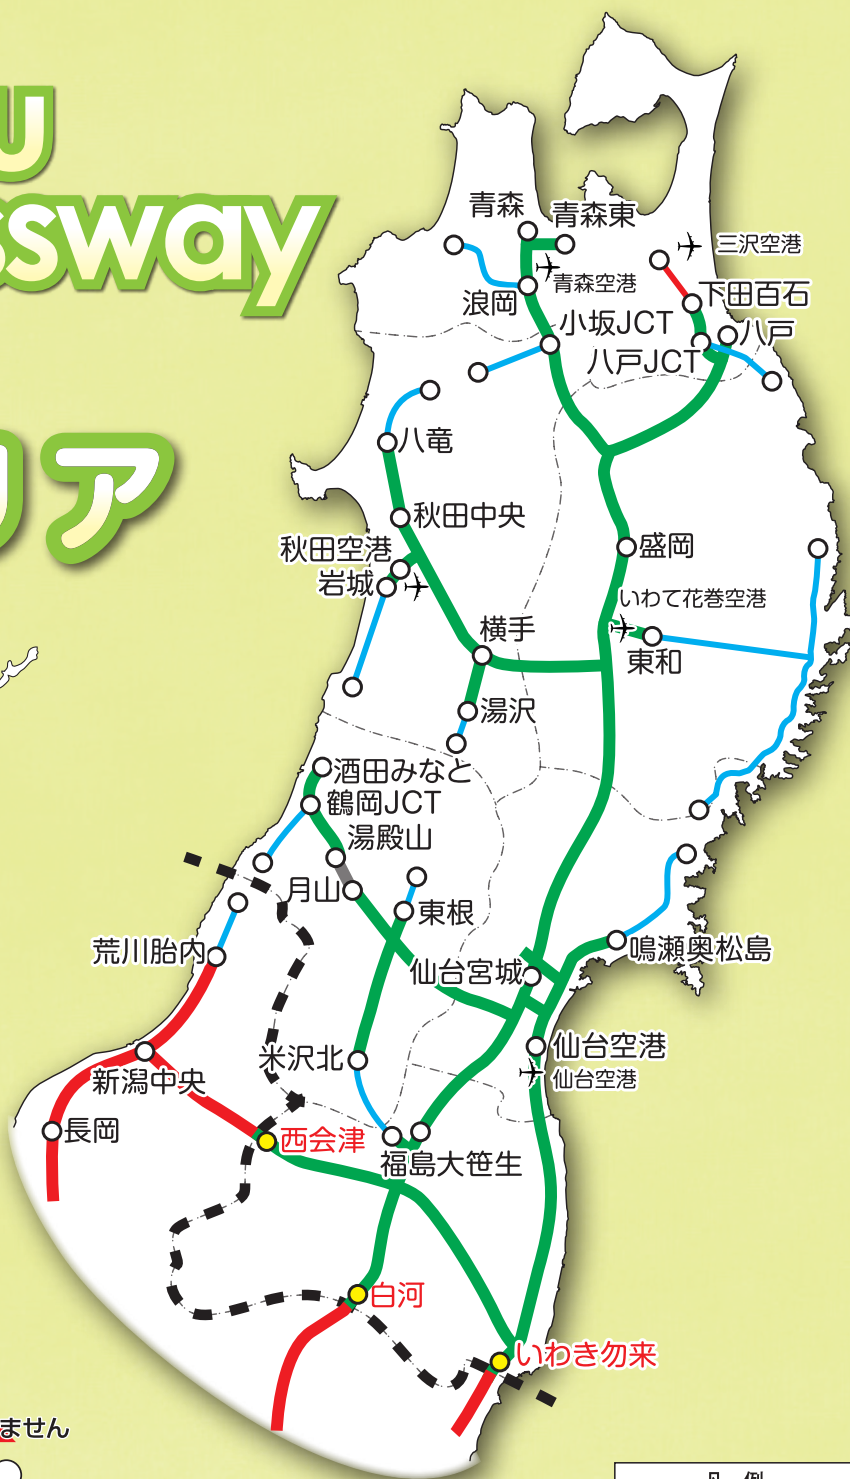 u
ssway
リア
青森
青森東
三沢空港
青森空港
浪岡
下田百石
小坂JCT
八戸
八戸JCT
八竜
秋田中央
秋田空港
盛岡
岩城
いわて花巻空港
横手
東和
湯沢
酒田みなと
鶴岡JCT
湯殿山
月山
東根
荒川胎内
鳴瀬奥松島
仙台宮城
仙台空港
米沢北
仙台空港
新潟中央
長岡
西会津
福島大笹生
白河
いわき勿来
ません
凡 例